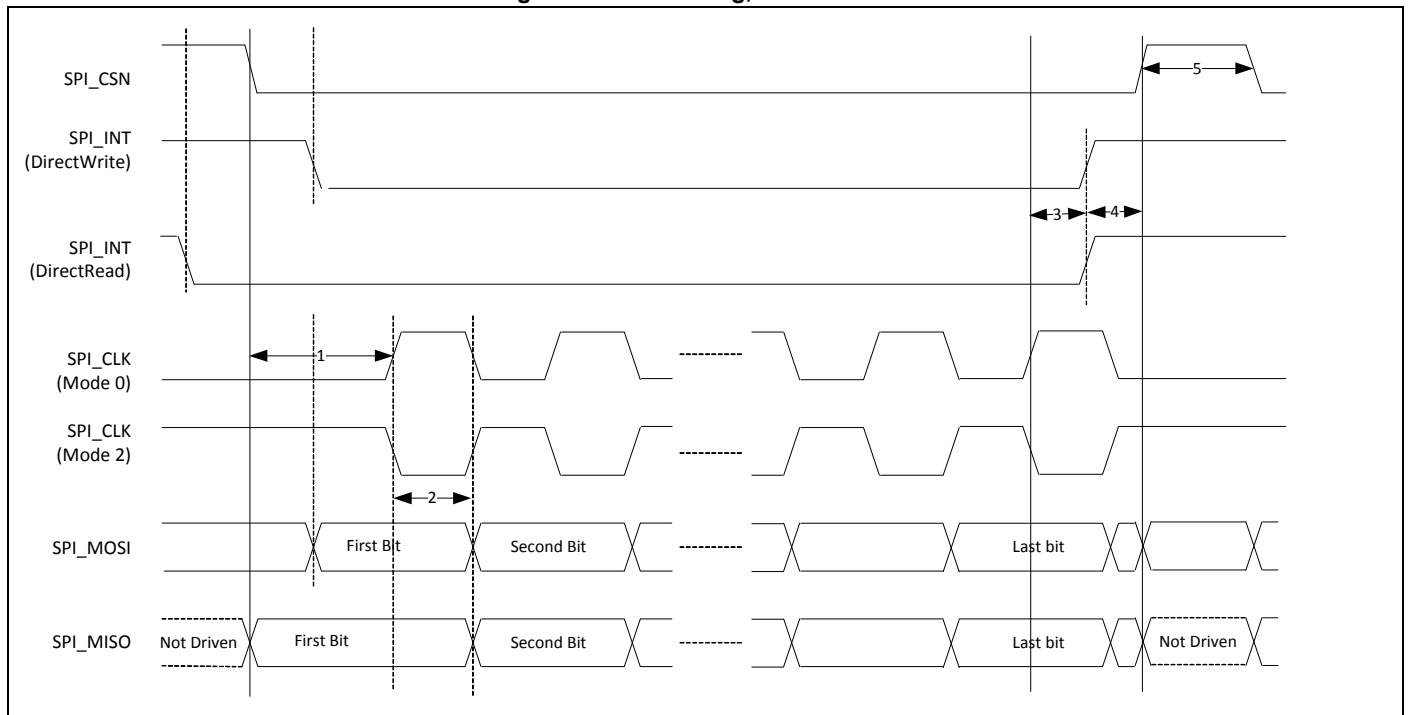 SPI_CSN
5
SPI_INT
(DirectWrite)
3
4
SPI_INT
(DirectRead)
1
SPI_CLK
(Mode 0)
SPI_CLK
(Mode 2)
2
SPI_MOSI
First Bit
Second Bit
Last bit
SPI_MISO
Not Driven
First Bit
Second Bit
Last bit
Not Driven